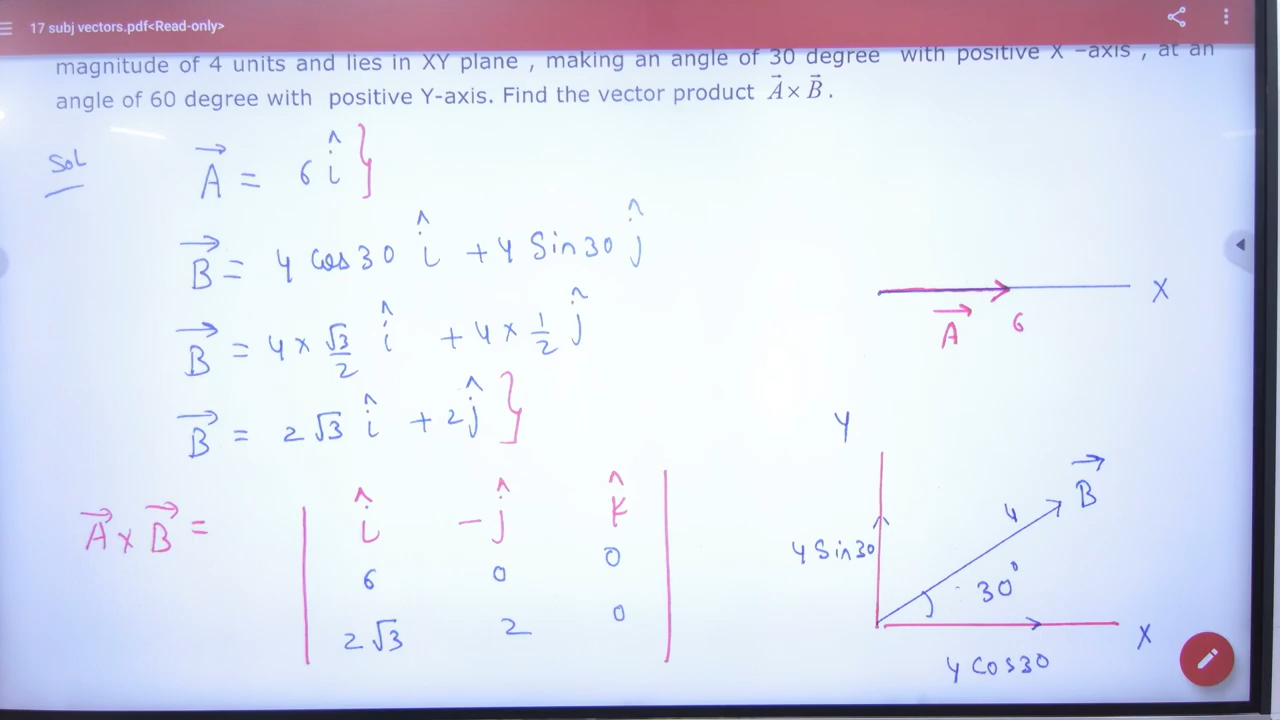 17 subj vectors.pdf<Read-only>
magnitude of 4 units and lies in XY plane , making an angle of 30 degree with positive X –axis , at an
angle of 60 degree with positive Y-axis. Find the vector product A⃗ × B⃗ .
Sol
A⃗ = 6 î }
B⃗ = 4 Cos 30 î + 4 Sin 30 ĵ
B⃗ = 4 × √3/2 î + 4 × 1/2 ĵ
B⃗ = 2√3 î + 2 ĵ }
A⃗ × B⃗ = | î – ĵ k̂ |
6 0 0
2√3 2 0
X
A⃗ 6
Y
B⃗
4
4 Sin 30
30°
X
4 Cos 30